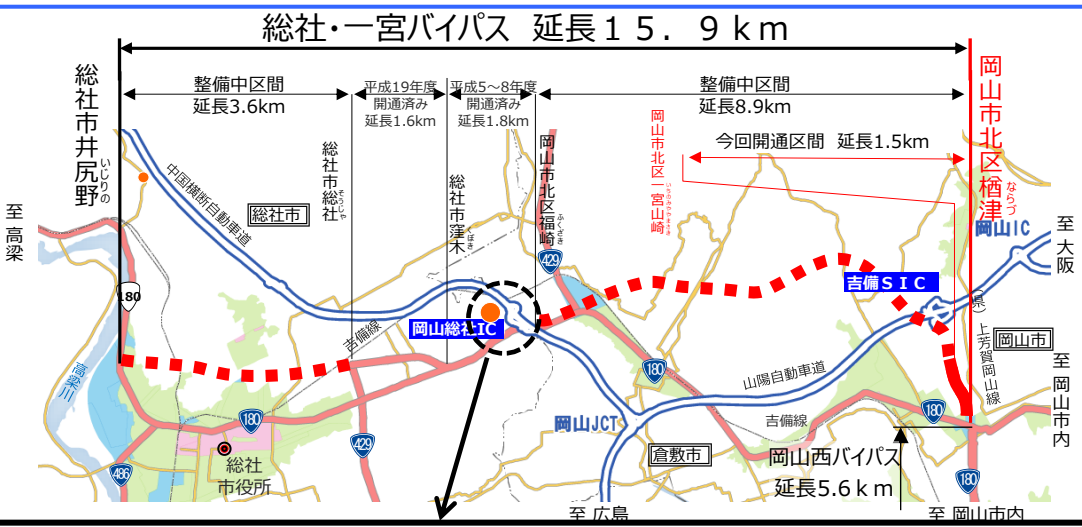 総社・一宮バイパス 延長１５．９ｋｍ
整備中区間
延長3.6km
平成19年度
開通済み
延長1.6km
平成5～8年度
開通済み
延長1.8km
整備中区間
延長8.9km
今回開通区間 延長1.5km
総社市井尻野
いじりの
総社市総社
そうじゃ
総社市窪木
くぼき
岡山市北区福崎
ふくざき
岡山市北区一宮山崎
岡山市北区楢津
ならづ
至 高梁
至 大阪
中国横断自動車道
総社市
429
岡山IC
吉備ＳＩＣ
180
吉備線
岡山総社IC
(県)上芳賀岡山線
岡山市
高梁川
180
山陽自動車道
至 岡山市内
180
429
岡山JCT
吉備線
180
486
総社
市役所
倉敷市
岡山西バイパス
延長5.6ｋｍ
180
至 広島
至 岡山市内